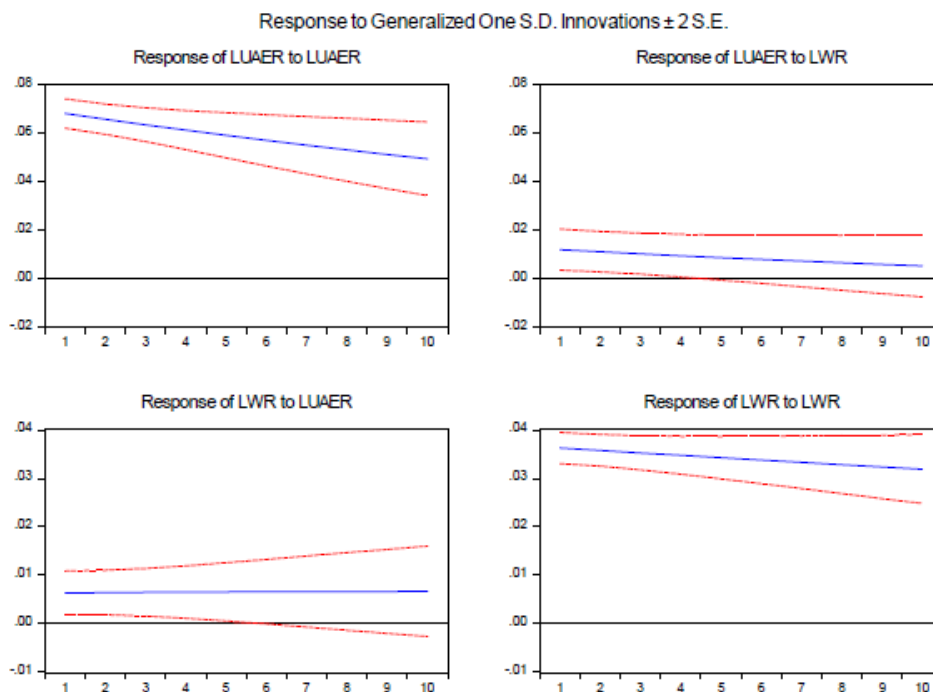 Response to Generalized One S.D. Innovations ± 2 S.E.
Response of LUAER to LUAER
.08
.06
.04
.02
.00
-.02
1 2 3 4 5 6 7 8 9 10
Response of LUAER to LWR
.08
.06
.04
.02
.00
-.02
1 2 3 4 5 6 7 8 9 10
Response of LWR to LUAER
.04
.03
.02
.01
.00
-.01
1 2 3 4 5 6 7 8 9 10
Response of LWR to LWR
.04
.03
.02
.01
.00
-.01
1 2 3 4 5 6 7 8 9 10